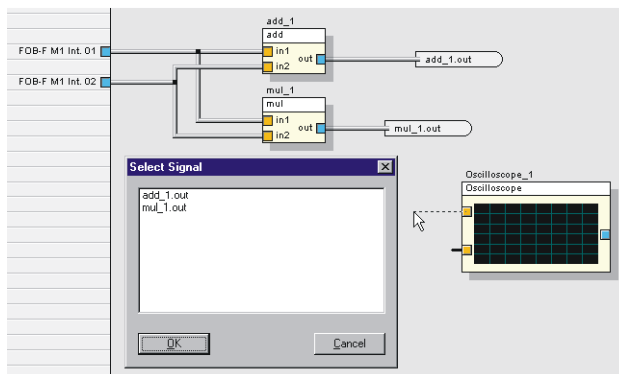 add_1
add
FOB-F M1 Int. 01
in1
out
add_1.out
in2
FOB-F M1 Int. 02
mul_1
mul
in1
out
mul_1.out
in2
Select Signal
add_1.out
mul_1.out
OK
Cancel
Oscilloscope_1
Oscilloscope